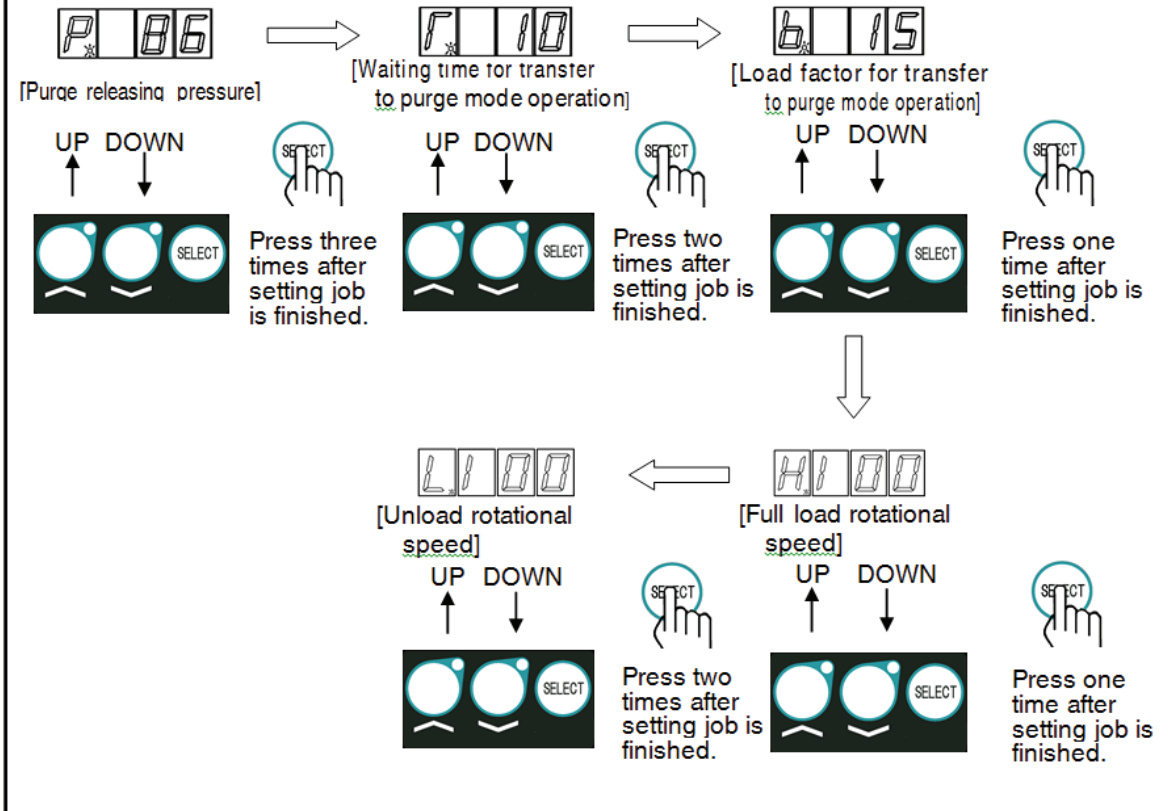 P. 86
T. 10
b. 15
[Purge releasing pressure]
[Waiting time for transfer
to purge mode operation]
[Load factor for transfer
to purge mode operation]
UP DOWN
SELECT
SELECT
Press three
times after
setting job
is finished.
UP DOWN
SELECT
SELECT
Press two
times after
setting job is
finished.
UP DOWN
SELECT
SELECT
Press one
time after
setting job is
finished.
L.100
[Unload rotational
speed]
UP DOWN
SELECT
SELECT
Press two
times after
setting job is
finished.
H.100
[Full load rotational
speed]
UP DOWN
SELECT
SELECT
Press one
time after
setting job is
finished.